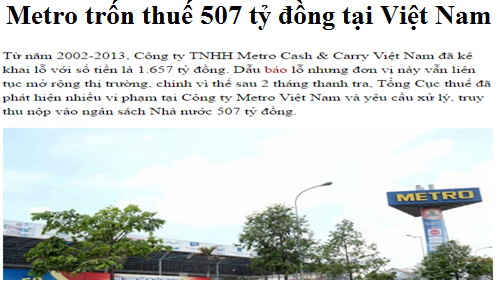 Metro trốn thuế 507 tỷ đồng tại Việt Nam
Từ năm 2002-2013, Công ty TNHH Metro Cash & Carry Việt Nam đã kê
khai lỗ với số tiền là 1.657 tỷ đồng. Dẫu báo lỗ nhưng đơn vị này vẫn liên
tục mở rộng thị trường, chính vì thế sau 2 tháng thanh tra, Tổng Cục thuế đã
phát hiện nhiều vi phạm tại Công ty Metro Việt Nam và yêu cầu xử lý, truy
thu nộp vào ngân sách Nhà nước 507 tỷ đồng.
METRO